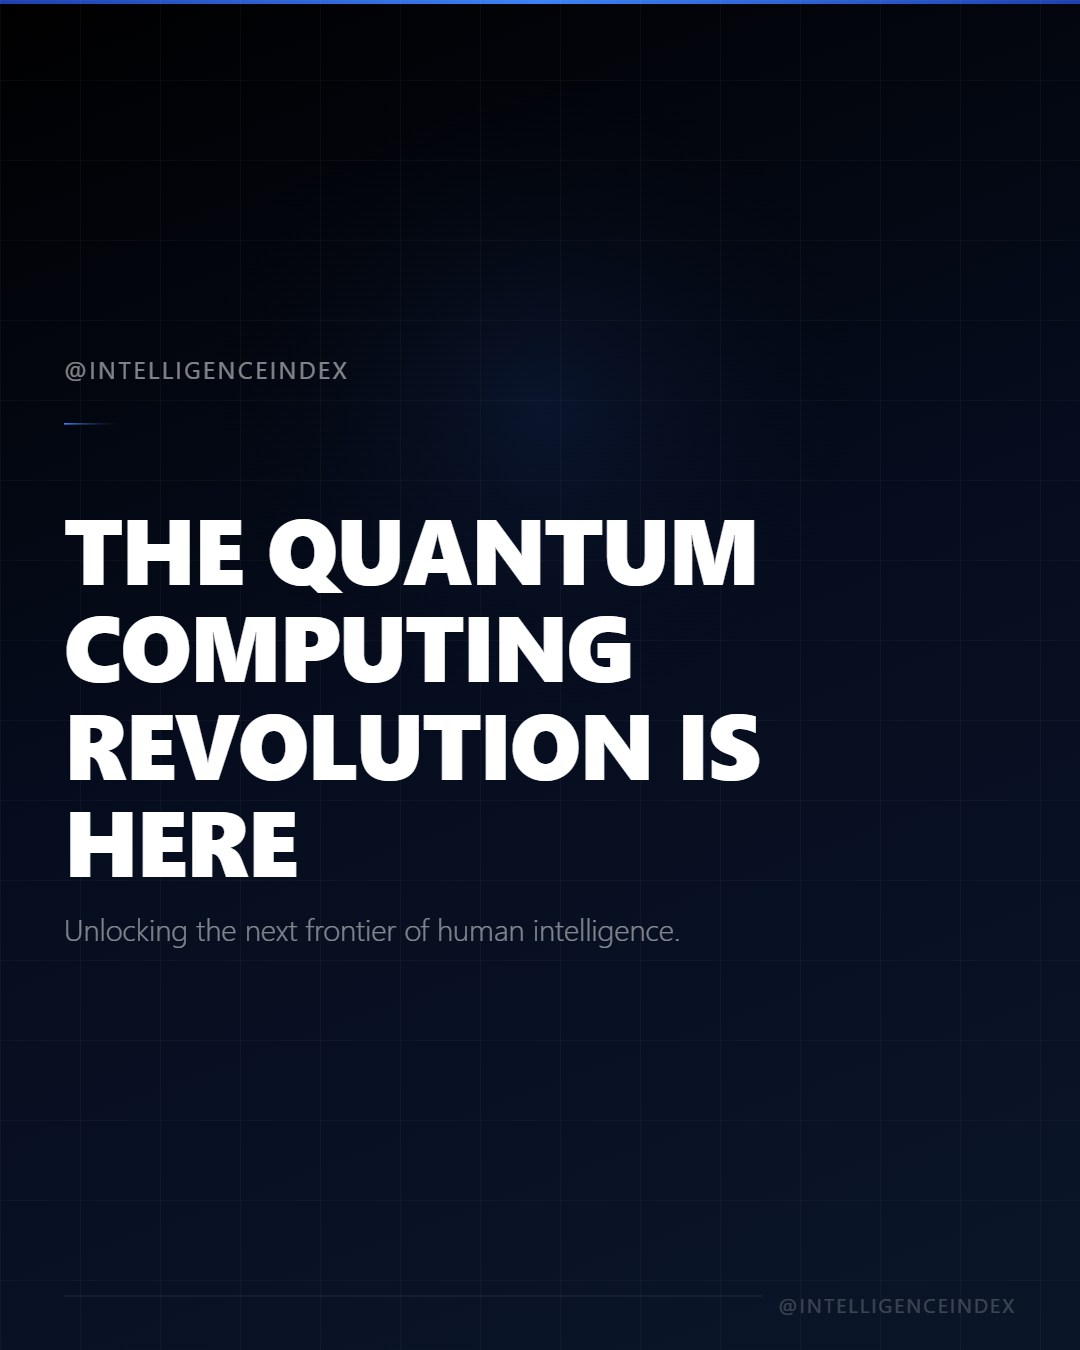 @INTELLIGENCEINDEX
THE QUANTUM
COMPUTING
REVOLUTION IS
HERE
Unlocking the next frontier of human intelligence.
@INTELLIGENCEINDEX